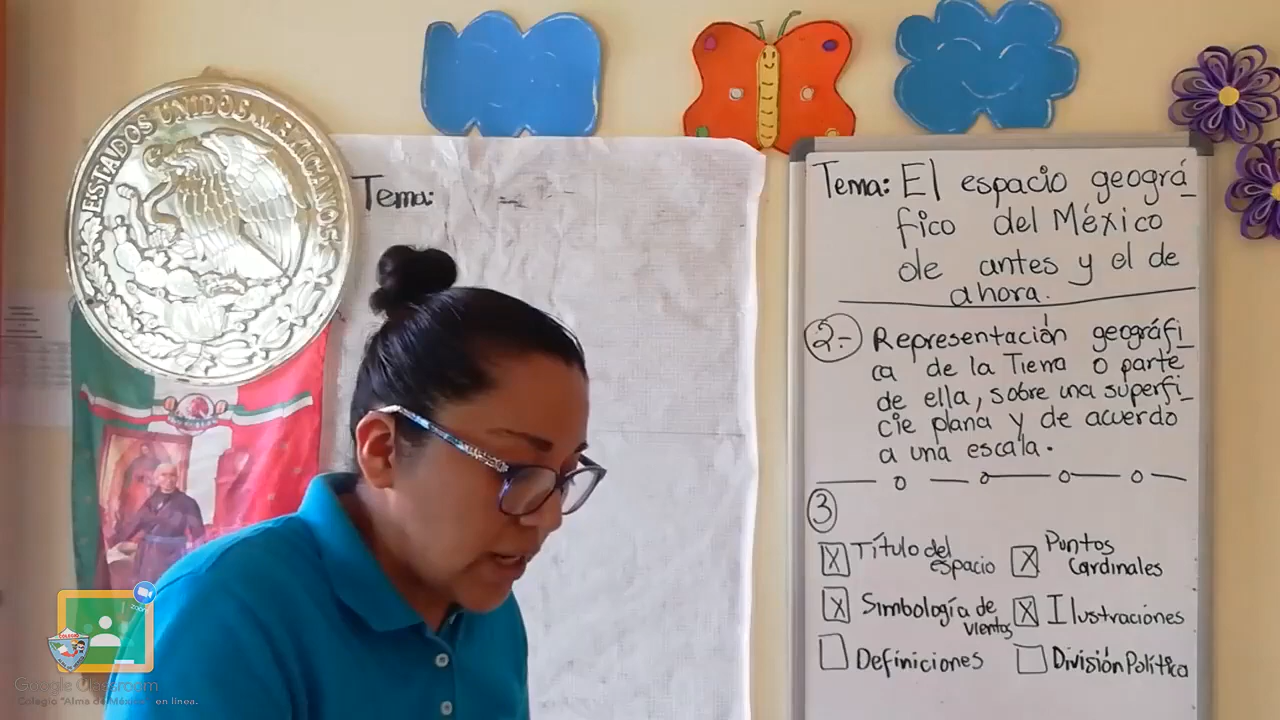 ESTADOS UNIDOS MEXICANOS
Tema:
Tema: El espacio geográ_
fico del México
de antes y el de
ahora.
2.- Representación geográfi_
ca de la Tierra o parte
de ella, sobre una superfi_
cie plana y de acuerdo
a una escala.
3
X Título del
espacio
X Puntos
Cardinales
X Simbología de
vientos
X Ilustraciones
Definiciones
División Política
zoom
COLEGIO
Google Classroom
Colegio "Alma de México" en línea.